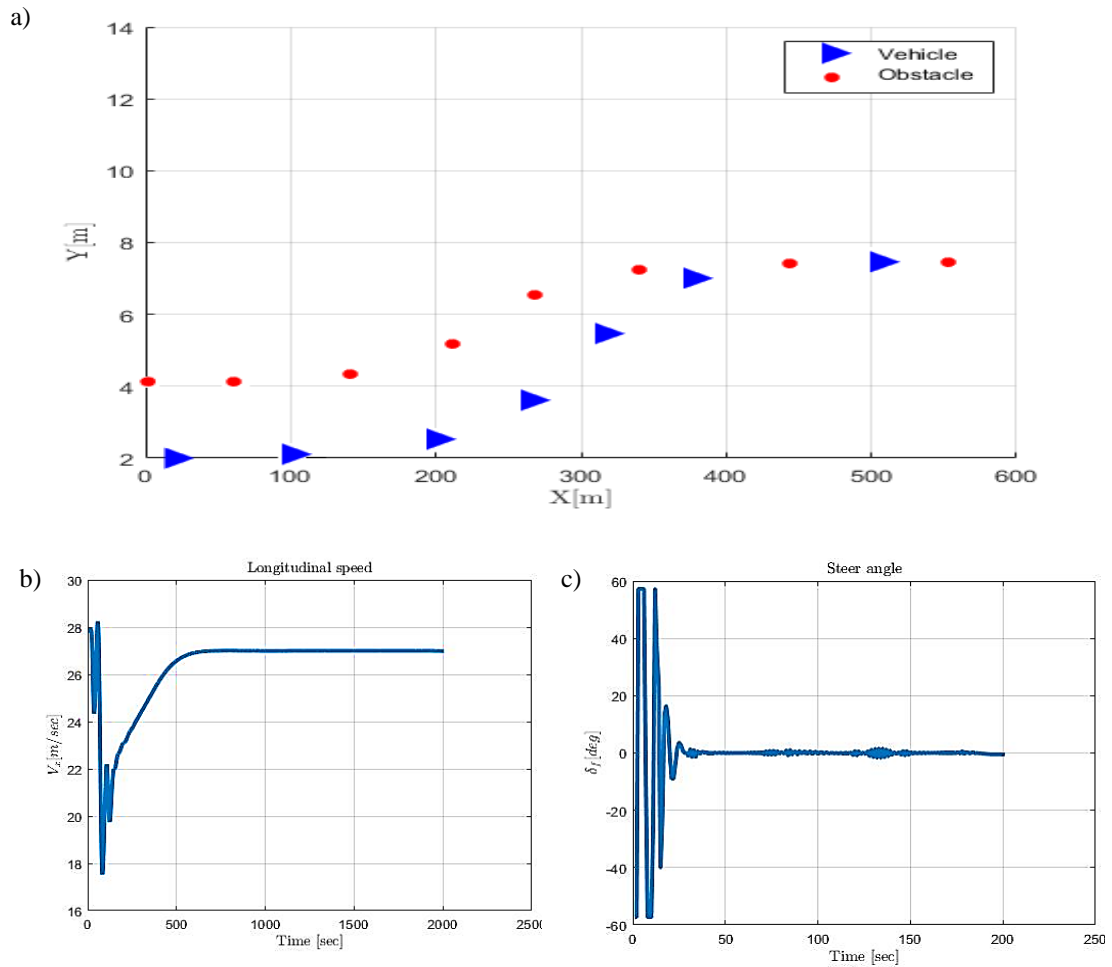 a)
14
12
10
8
6
4
2
Y[m]
Vehicle
Obstacle
0 100 200 300 400 500 600
X[m]
b)
Longitudinal speed
30
28
26
24
22
20
18
16
V_x[m/sec]
0 500 1000 1500 2000 2500
Time [sec]
c)
Steer angle
60
40
20
0
-20
-40
-60
δ_f[deg]
0 50 100 150 200 250
Time [sec]